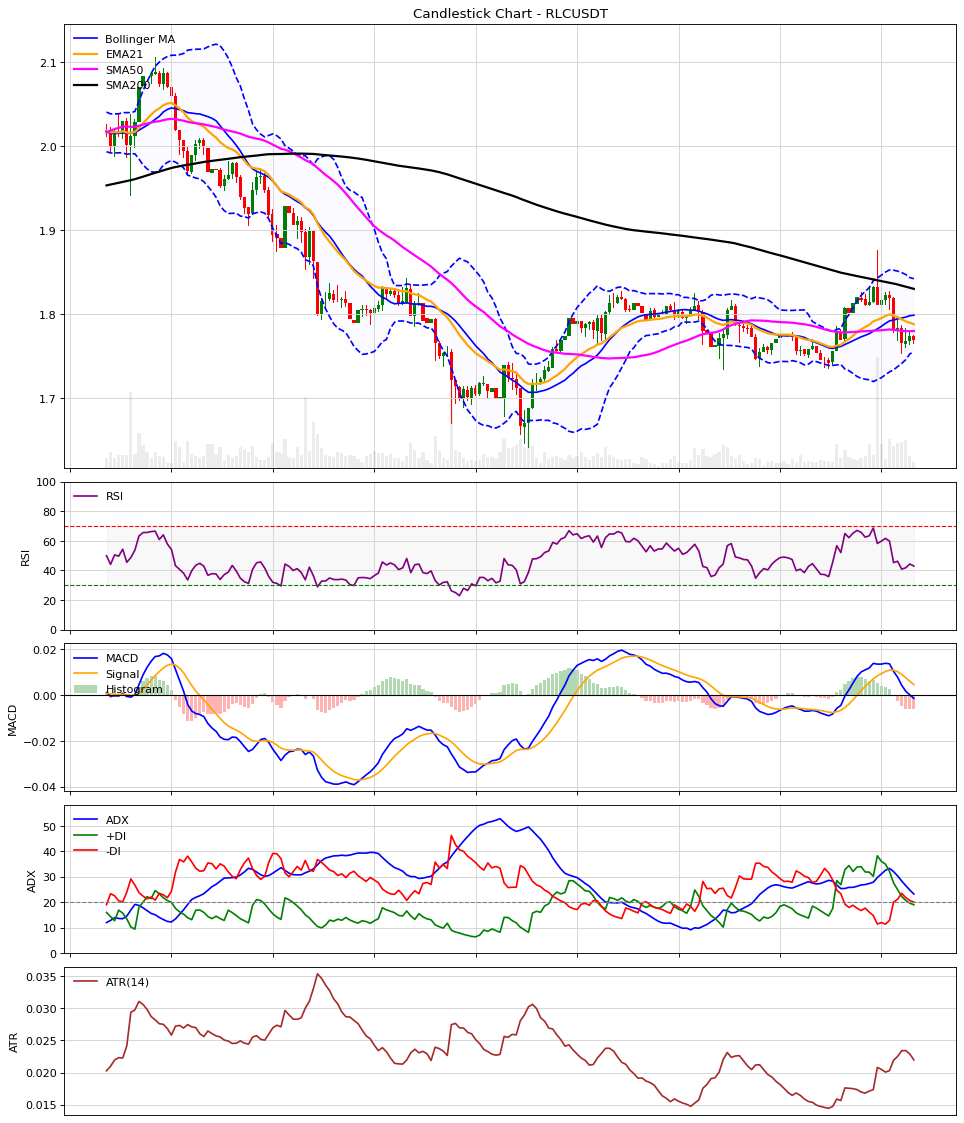 Candlestick Chart - RLCUSDT
Bollinger MA
EMA21
SMA50
SMA200
2.1
2.0
1.9
1.8
1.7
RSI
100
80
60
40
20
0
RSI
MACD
Signal
Histogram
0.02
0.00
−0.02
−0.04
MACD
ADX
+DI
-DI
50
40
30
20
10
0
ADX
ATR(14)
0.035
0.030
0.025
0.020
0.015
ATR